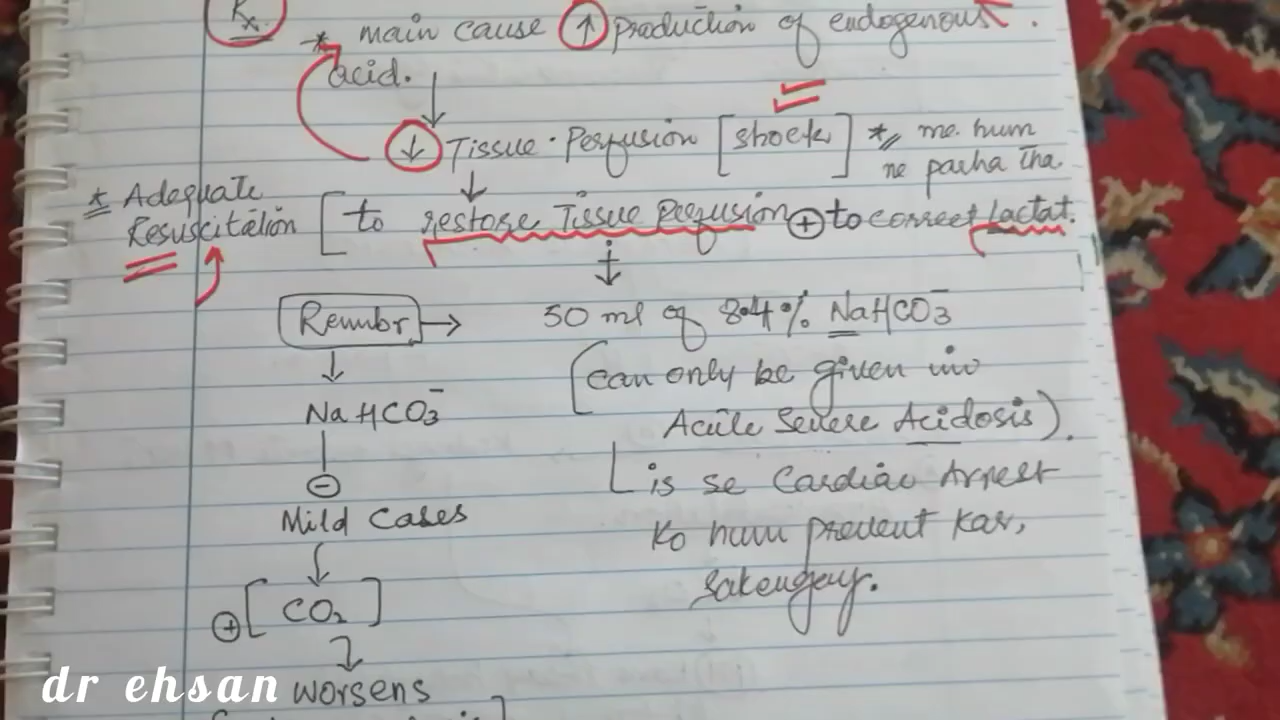 Rx
* main cause ↑ production of endogenous
acid.
↓ Tissue. Perfusion [shock] * me hum
ne parha tha.
* Adequate
Resuscitation [to restore Tissue Perfusion ⊕ to correct lactat.
Remmbr → 50 ml of 8.4% NaHCO3⁻
(can only be given in
NaHCO3⁻
Acute Severe Acidosis).
⊖
is se Cardiac Arrest
Mild Cases
ko hum prevent kar,
sakengay.
⊕ [CO2]
worsens
dr ehsan